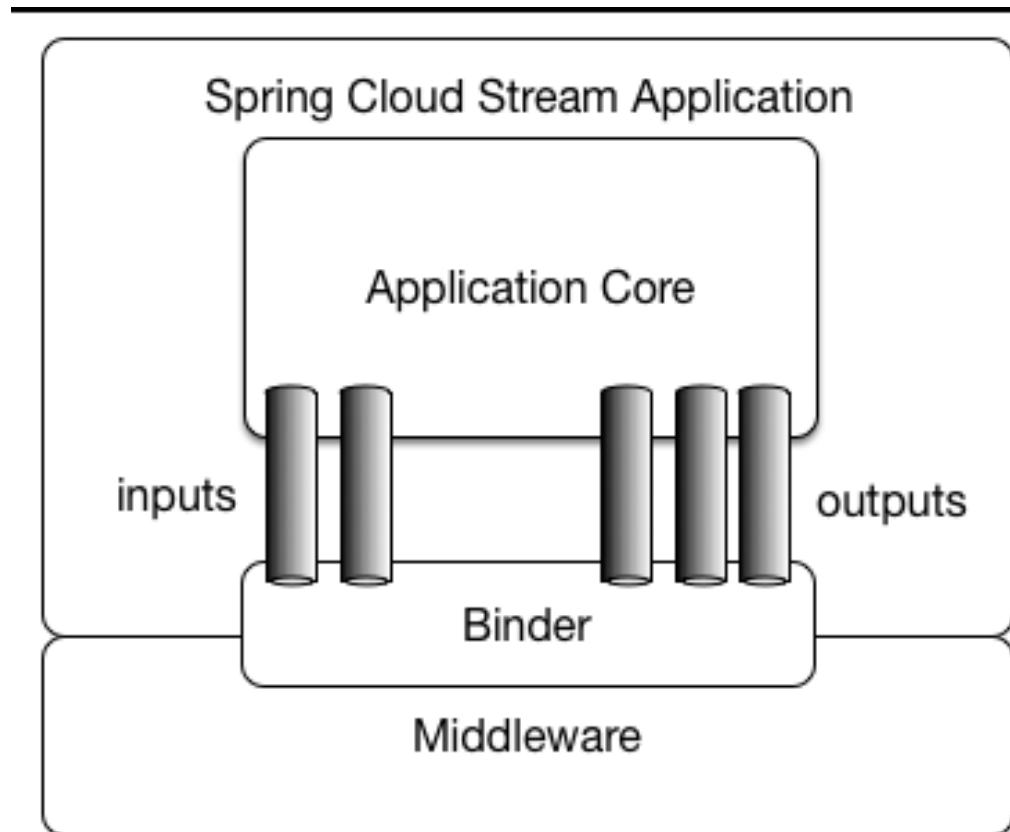 Spring Cloud Stream Application
Application Core
inputs
outputs
Binder
Middleware